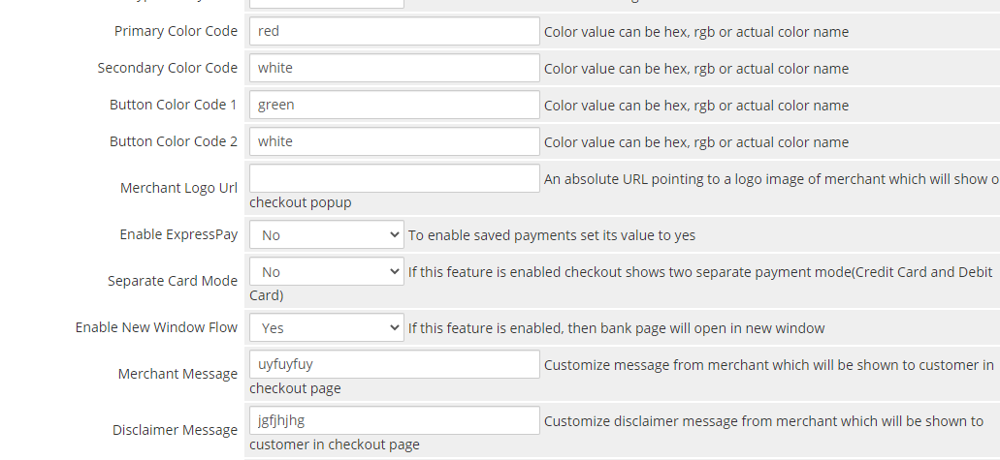 Primary Color Code red Color value can be hex, rgb or actual color name
Secondary Color Code white Color value can be hex, rgb or actual color name
Button Color Code 1 green Color value can be hex, rgb or actual color name
Button Color Code 2 white Color value can be hex, rgb or actual color name
Merchant Logo Url An absolute URL pointing to a logo image of merchant which will show o
checkout popup
Enable ExpressPay No To enable saved payments set its value to yes
Separate Card Mode No If this feature is enabled checkout shows two separate payment mode(Credit Card and Debit
Card)
Enable New Window Flow Yes If this feature is enabled, then bank page will open in new window
Merchant Message uyfuyfuy Customize message from merchant which will be shown to customer in
checkout page
Disclaimer Message jgfjhjhg Customize disclaimer message from merchant which will be shown to
customer in checkout page